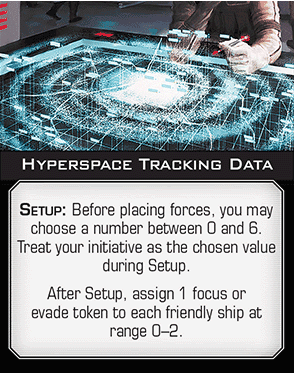 HYPERSPACE TRACKING DATA
SETUP: Before placing forces, you may
choose a number between 0 and 6.
Treat your initiative as the chosen value
during Setup.
After Setup, assign 1 focus or
evade token to each friendly ship at
range 0–2.